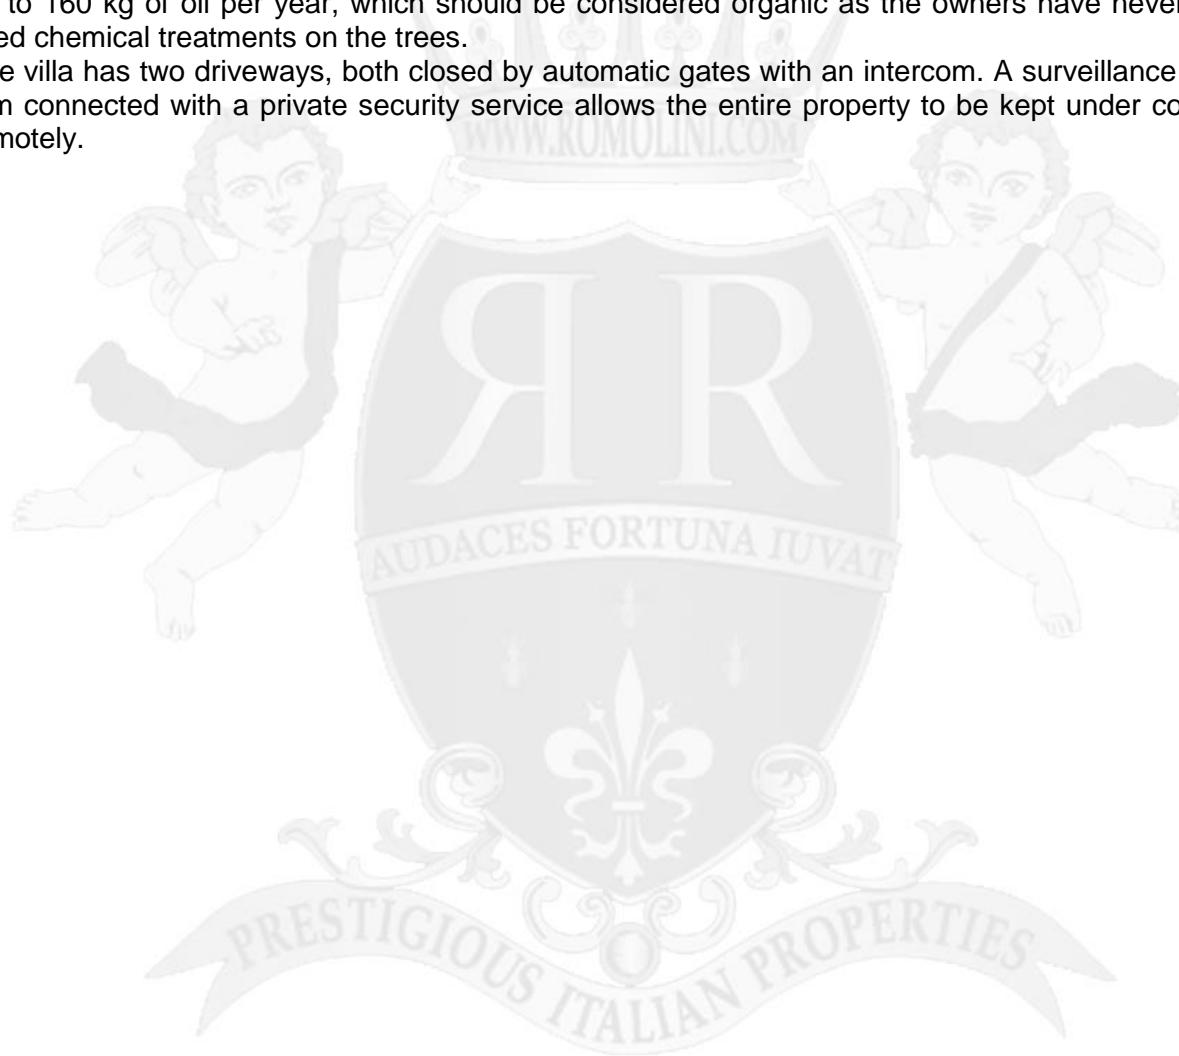 to 160 kg of oil per year, which should be considered organic as the owners have never
ed chemical treatments on the trees.
e villa has two driveways, both closed by automatic gates with an intercom. A surveillance
m connected with a private security service allows the entire property to be kept under co
motely.
WWW.ROMOLINI.COM
R R
AUDACES FORTUNA IUVAT
PRESTIGIOUS ITALIAN PROPERTIES